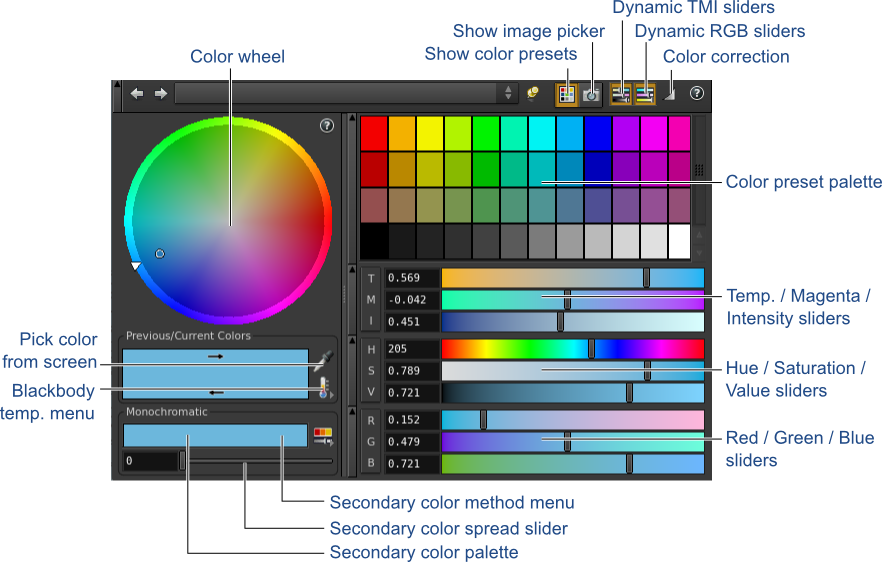 Dynamic TMI sliders
Show image picker
Dynamic RGB sliders
Show color presets
Color wheel
Color correction
?
?
Color preset palette
T 0.569
M -0.042
I 0.451
Temp. / Magenta /
Intensity sliders
Previous/Current Colors
Pick color
from screen
Blackbody
temp. menu
H 205
S 0.789
V 0.721
Hue / Saturation /
Value sliders
Monochromatic
0
R 0.152
G 0.479
B 0.721
Red / Green / Blue
sliders
Secondary color method menu
Secondary color spread slider
Secondary color palette